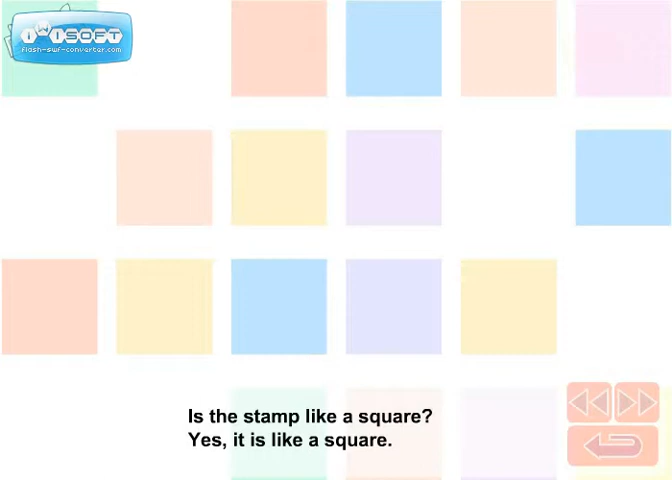 iWiSOFT
flash-swf-converter.com
Is the stamp like a square?
Yes, it is like a square.